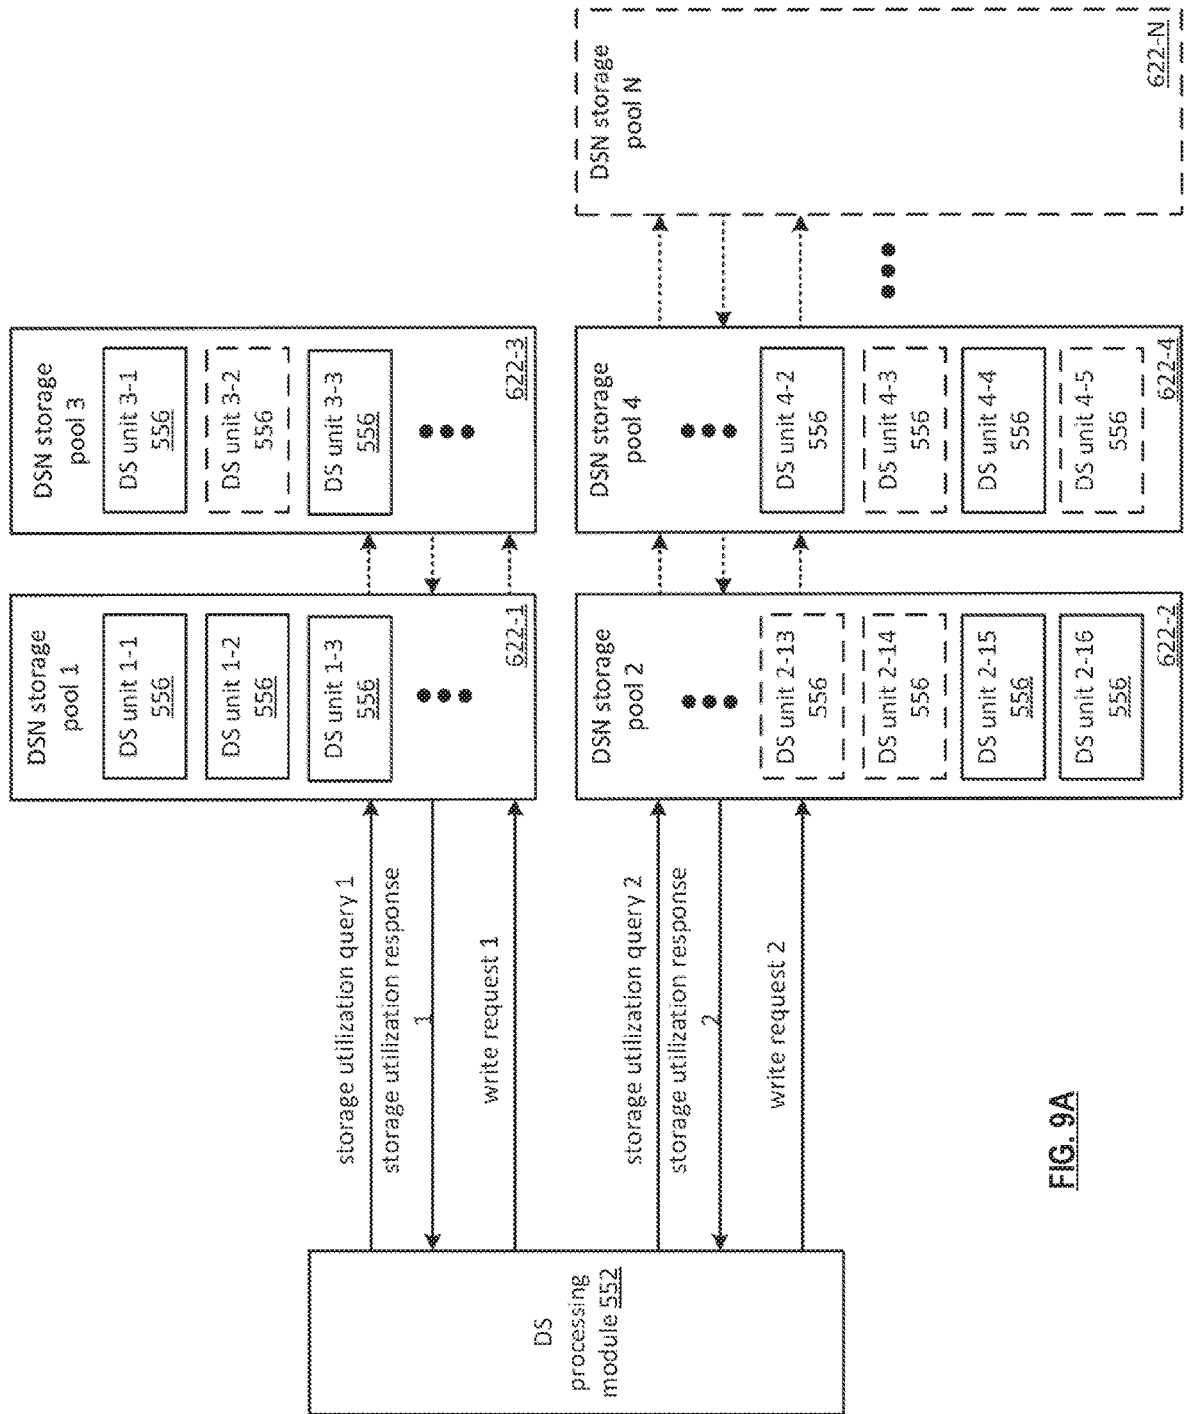 DS
processing
module 552
storage utilization query 1
storage utilization response
1
write request 1
storage utilization query 2
storage utilization response
2
write request 2
DSN storage
pool 1
DS unit 1-1
556
DS unit 1-2
556
DS unit 1-3
556
622-1
DSN storage
pool 3
DS unit 3-1
556
DS unit 3-2
556
DS unit 3-3
556
622-3
DSN storage
pool 2
DS unit 2-13
556
DS unit 2-14
556
DS unit 2-15
556
DS unit 2-16
556
622-2
DSN storage
pool 4
DS unit 4-2
556
DS unit 4-3
556
DS unit 4-4
556
DS unit 4-5
556
622-4
DSN storage
pool N
622-N
FIG. 9A